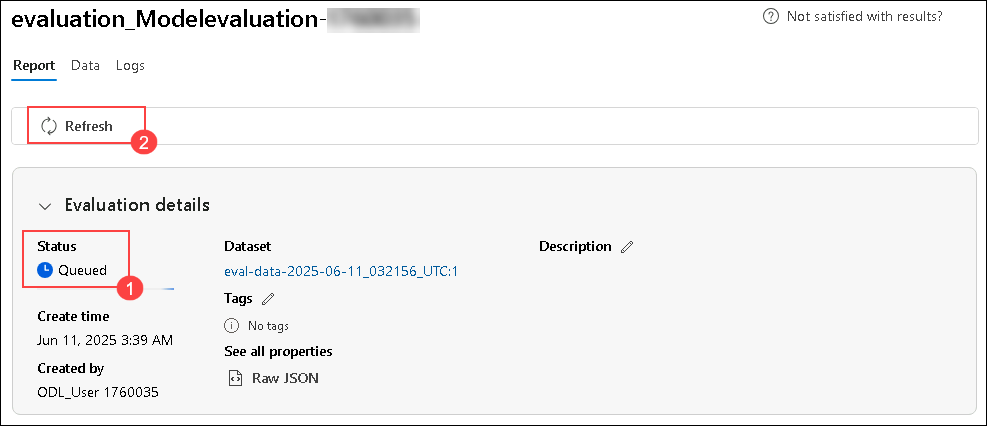 evaluation_Modelevaluation-
Not satisfied with results?
Report Data Logs
Refresh
2
Evaluation details
Status Dataset Description
Queued eval-data-2025-06-11_032156_UTC:1
1
Tags
Create time No tags
Jun 11, 2025 3:39 AM See all properties
Created by Raw JSON
ODL_User 1760035